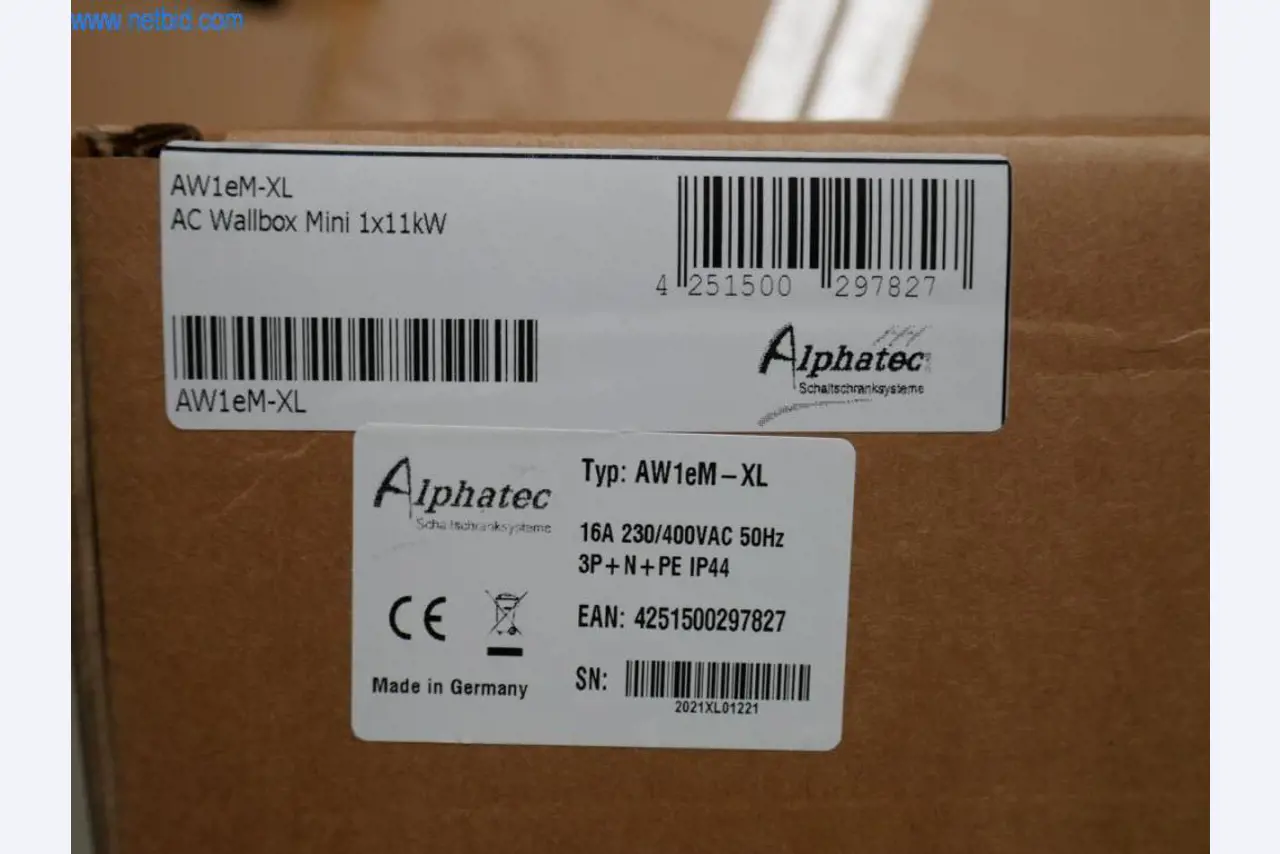 www.netbid.com
AW1eM-XL
AC Wallbox Mini 1x11kW
4 251500 297827
AW1eM-XL
Alphatec
Schaltschranksysteme
Alphatec
Schaltschranksysteme
Typ: AW1eM-XL
16A 230/400VAC 50Hz
3P+N+PE IP44
CE
EAN: 4251500297827
Made in Germany
SN:
2021XL01221